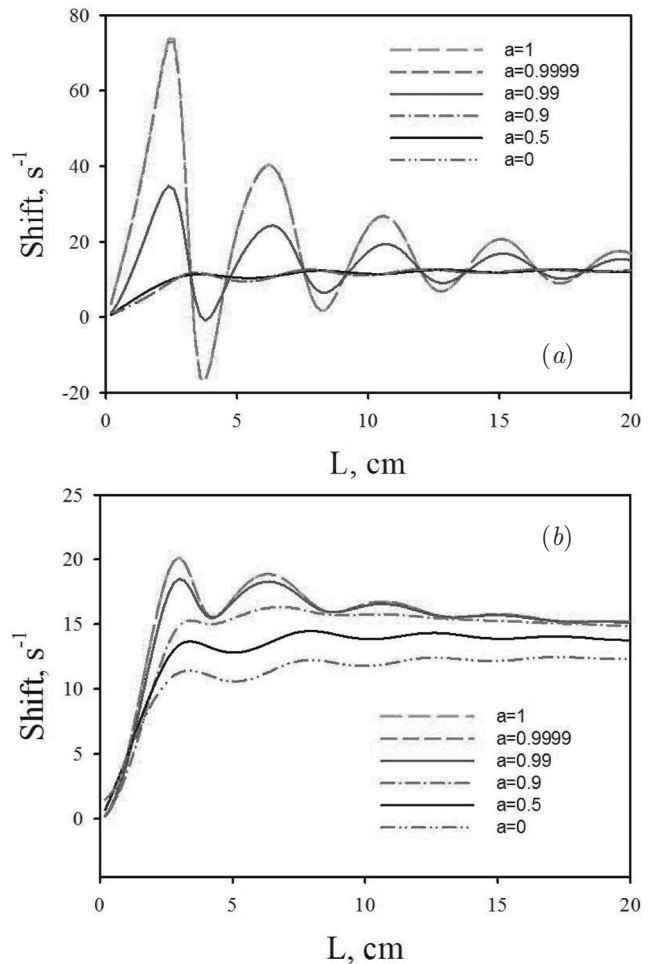 80
60
40
20
0
-20
Shift, s⁻¹
a=1
a=0.9999
a=0.99
a=0.9
a=0.5
a=0
(a)
0 5 10 15 20
L, cm
25
20
15
10
5
0
Shift, s⁻¹
(b)
a=1
a=0.9999
a=0.99
a=0.9
a=0.5
a=0
0 5 10 15 20
L, cm